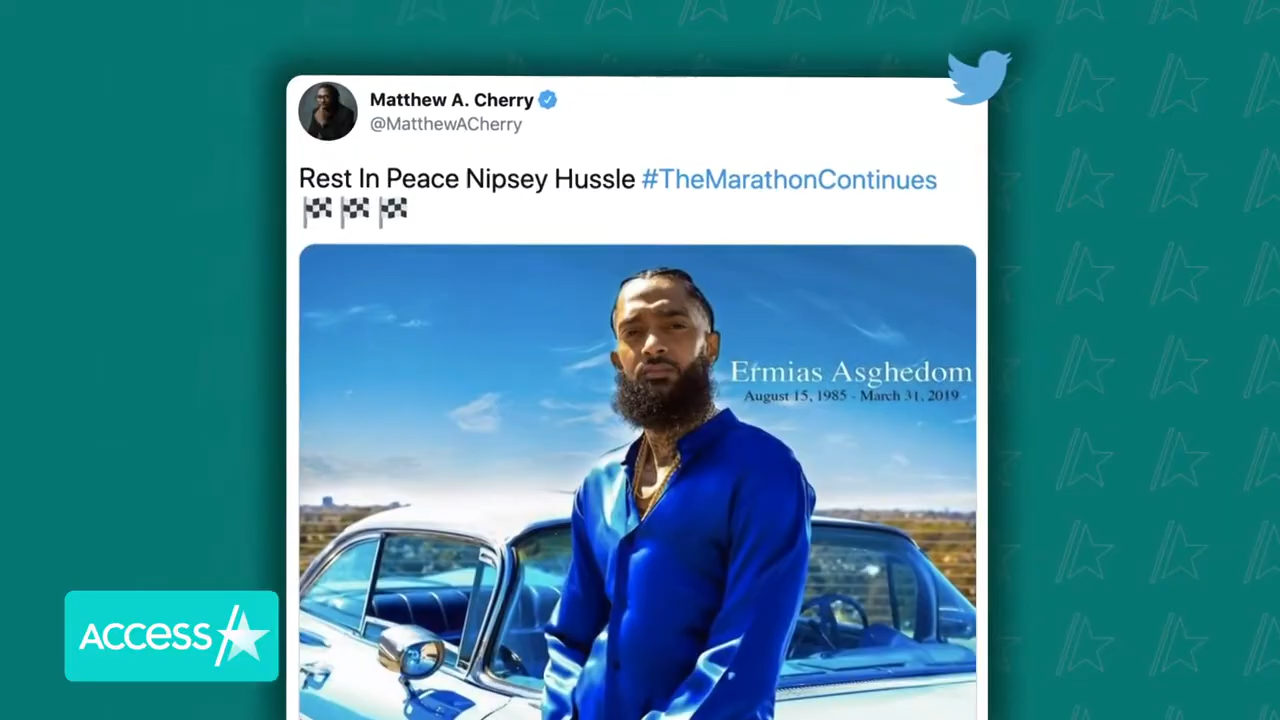 Matthew A. Cherry
@MatthewACherry
Rest In Peace Nipsey Hussle #TheMarathonContinues
Ermias Asghedom
August 15, 1985 - March 31, 2019
ACCESS